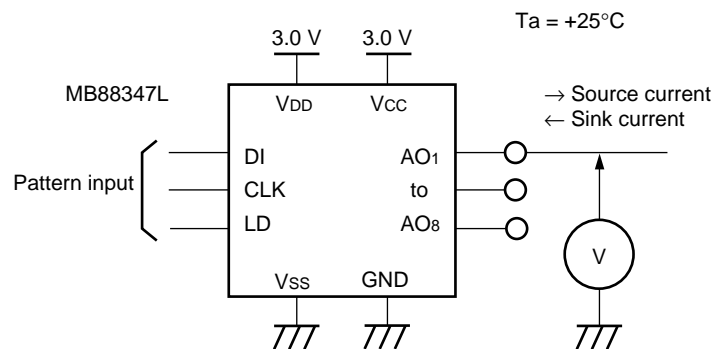 Ta = +25°C
3.0 V 3.0 V
MB88347L
VDD VCC
→ Source current
← Sink current
DI AO1
Pattern input CLK to
LD AO8
V
VSS GND